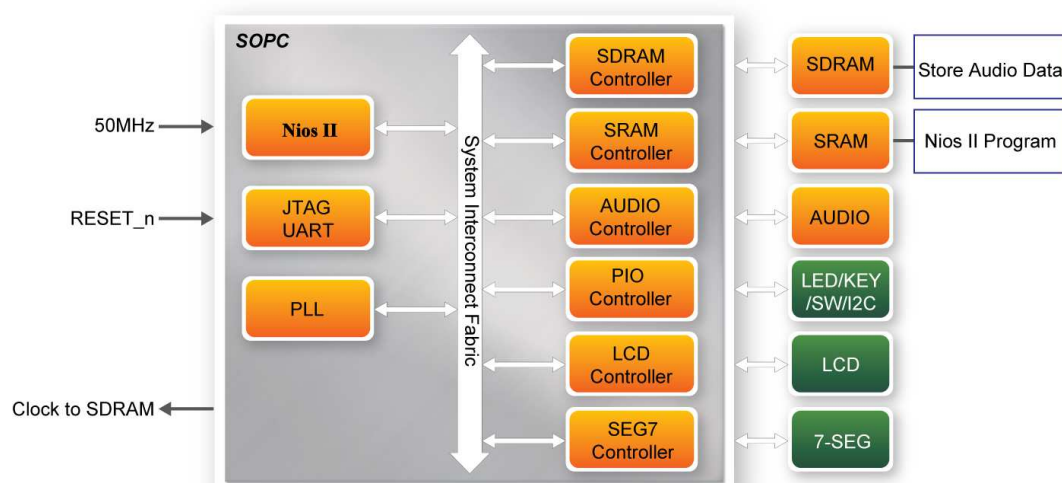 SOPC
50MHz
RESET_n
Clock to SDRAM
Nios II
JTAG
UART
PLL
System Interconnect Fabric
SDRAM
Controller
SRAM
Controller
AUDIO
Controller
PIO
Controller
LCD
Controller
SEG7
Controller
SDRAM
SRAM
AUDIO
LED/KEY
/SW/I2C
LCD
7-SEG
Store Audio Data
Nios II Program